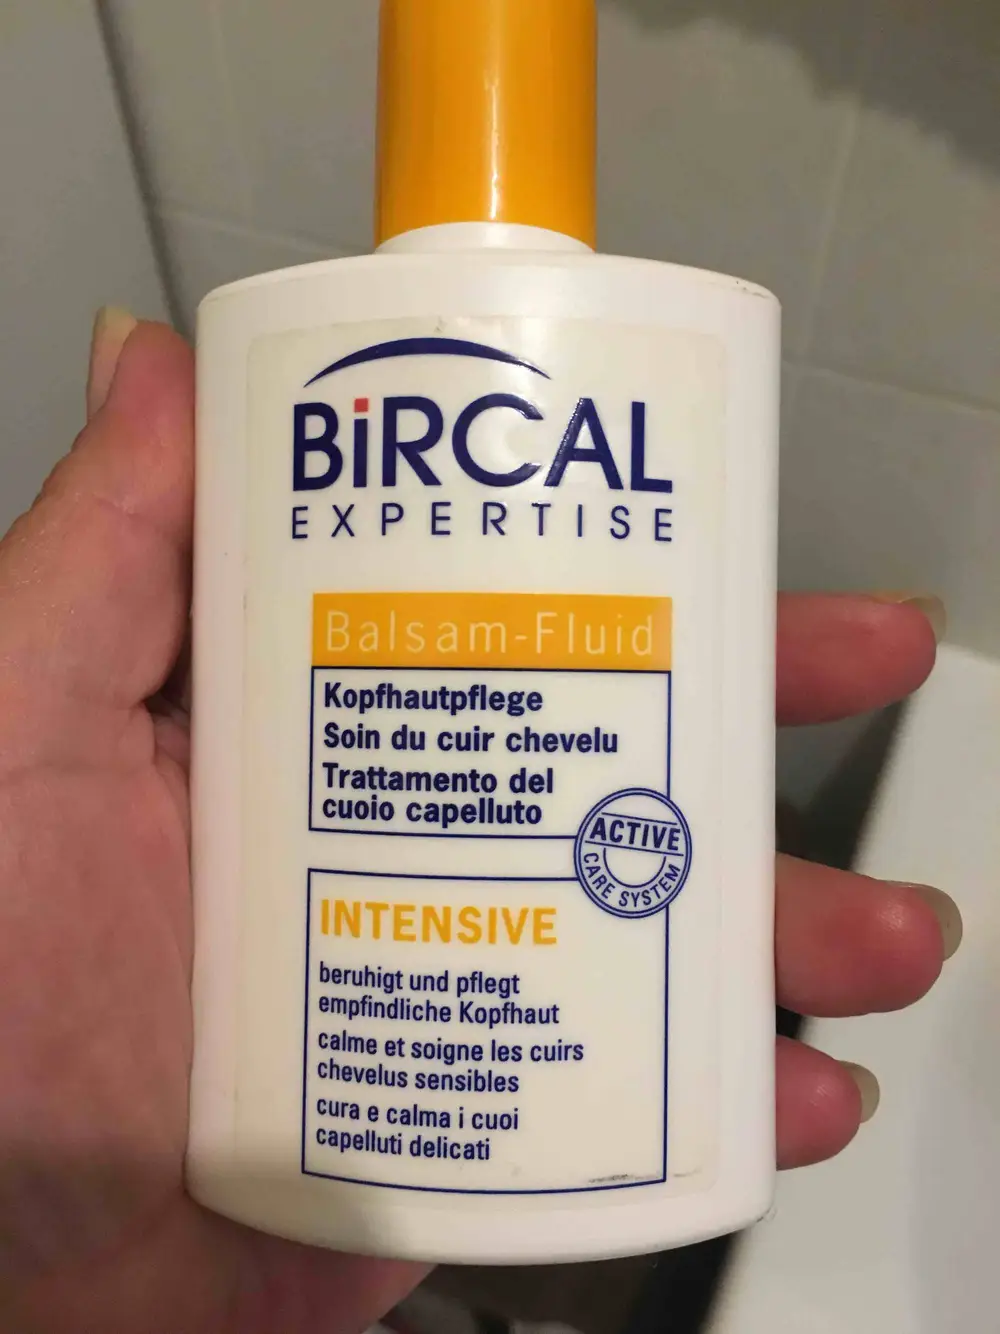 BiRCAL
EXPERTISE
Balsam-Fluid
Kopfhautpflege
Soin du cuir chevelu
Trattamento del
cuoio capelluto
ACTIVE
CARE SYSTEM
INTENSIVE
beruhigt und pflegt
empfindliche Kopfhaut
calme et soigne les cuirs
chevelus sensibles
cura e calma i cuoi
capelluti delicati